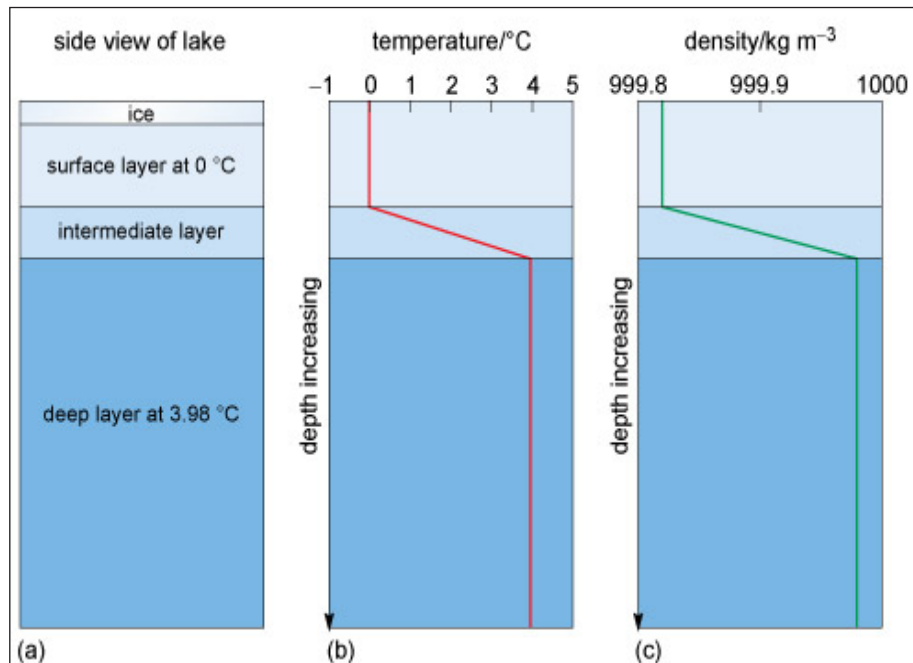 side view of lake
temperature/°C
density/kg m⁻³
−1 0 1 2 3 4 5
999.8 999.9 1000
ice
surface layer at 0 °C
intermediate layer
deep layer at 3.98 °C
depth increasing
depth increasing
(a)
(b)
(c)